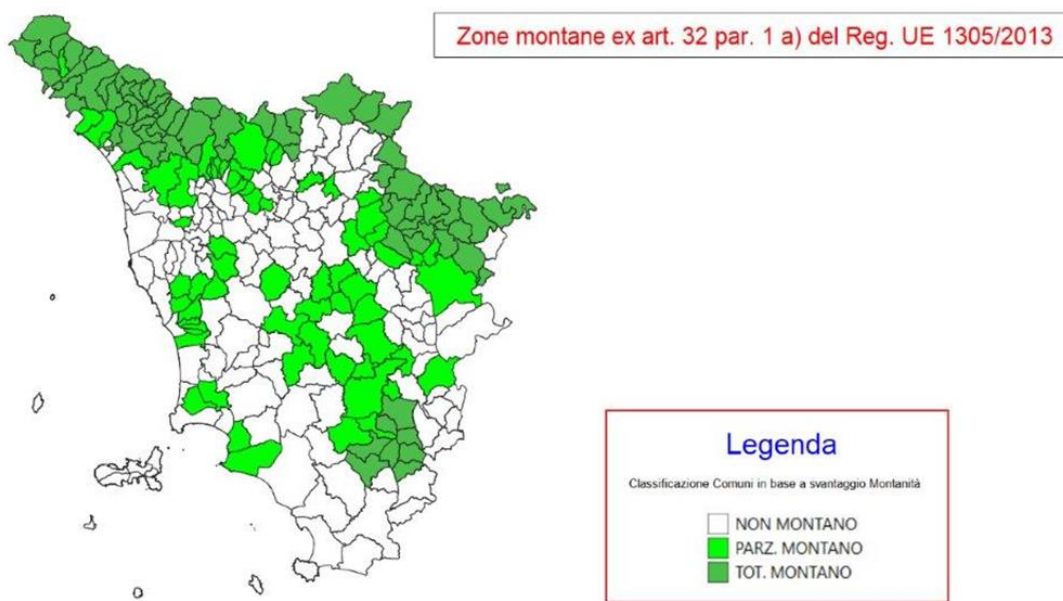 Zone montane ex art. 32 par. 1 a) del Reg. UE 1305/2013
Legenda
Classificazione Comuni in base a svantaggio Montanità
NON MONTANO
PARZ. MONTANO
TOT. MONTANO